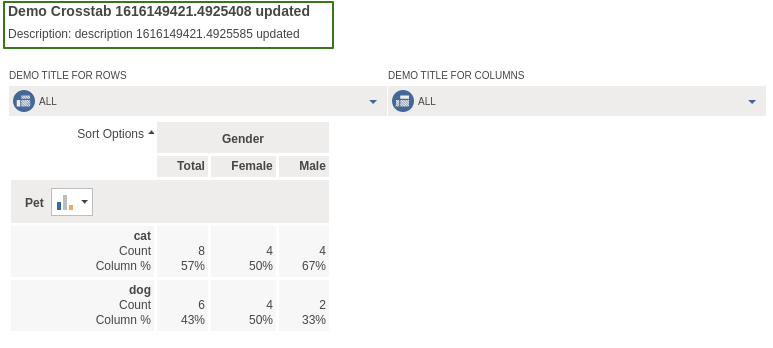 Demo Crosstab 1616149421.4925408 updated
Description: description 1616149421.4925585 updated
DEMO TITLE FOR ROWS DEMO TITLE FOR COLUMNS
ALL ALL
Sort Options Gender
Total Female Male
Pet
cat
Count 8 4 4
Column % 57% 50% 67%
dog
Count 6 4 2
Column % 43% 50% 33%